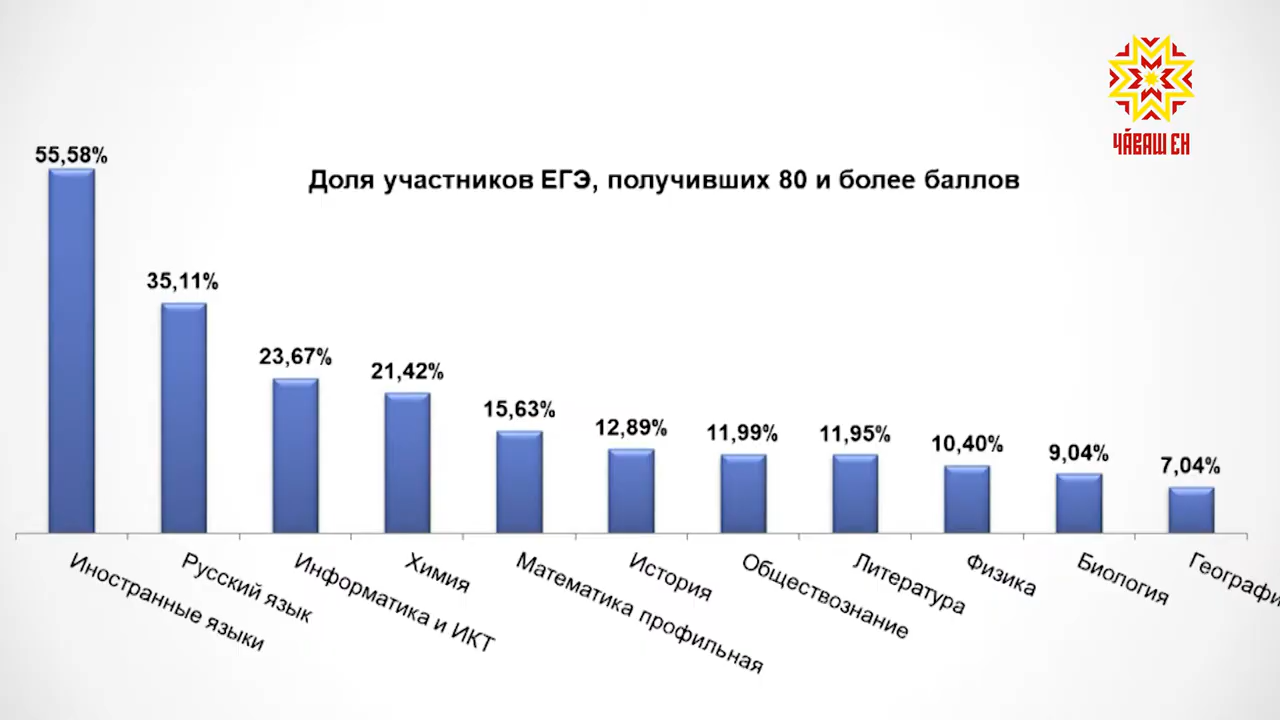 ЧӐВАШ ЕН
55,58%
Доля участников ЕГЭ, получивших 80 и более баллов
35,11%
23,67%
21,42%
15,63%
12,89%
11,99%
11,95%
10,40%
9,04%
7,04%
Иностранные языки
Русский язык
Информатика и ИКТ
Химия
Математика профильная
История
Обществознание
Литература
Физика
Биология
Географи